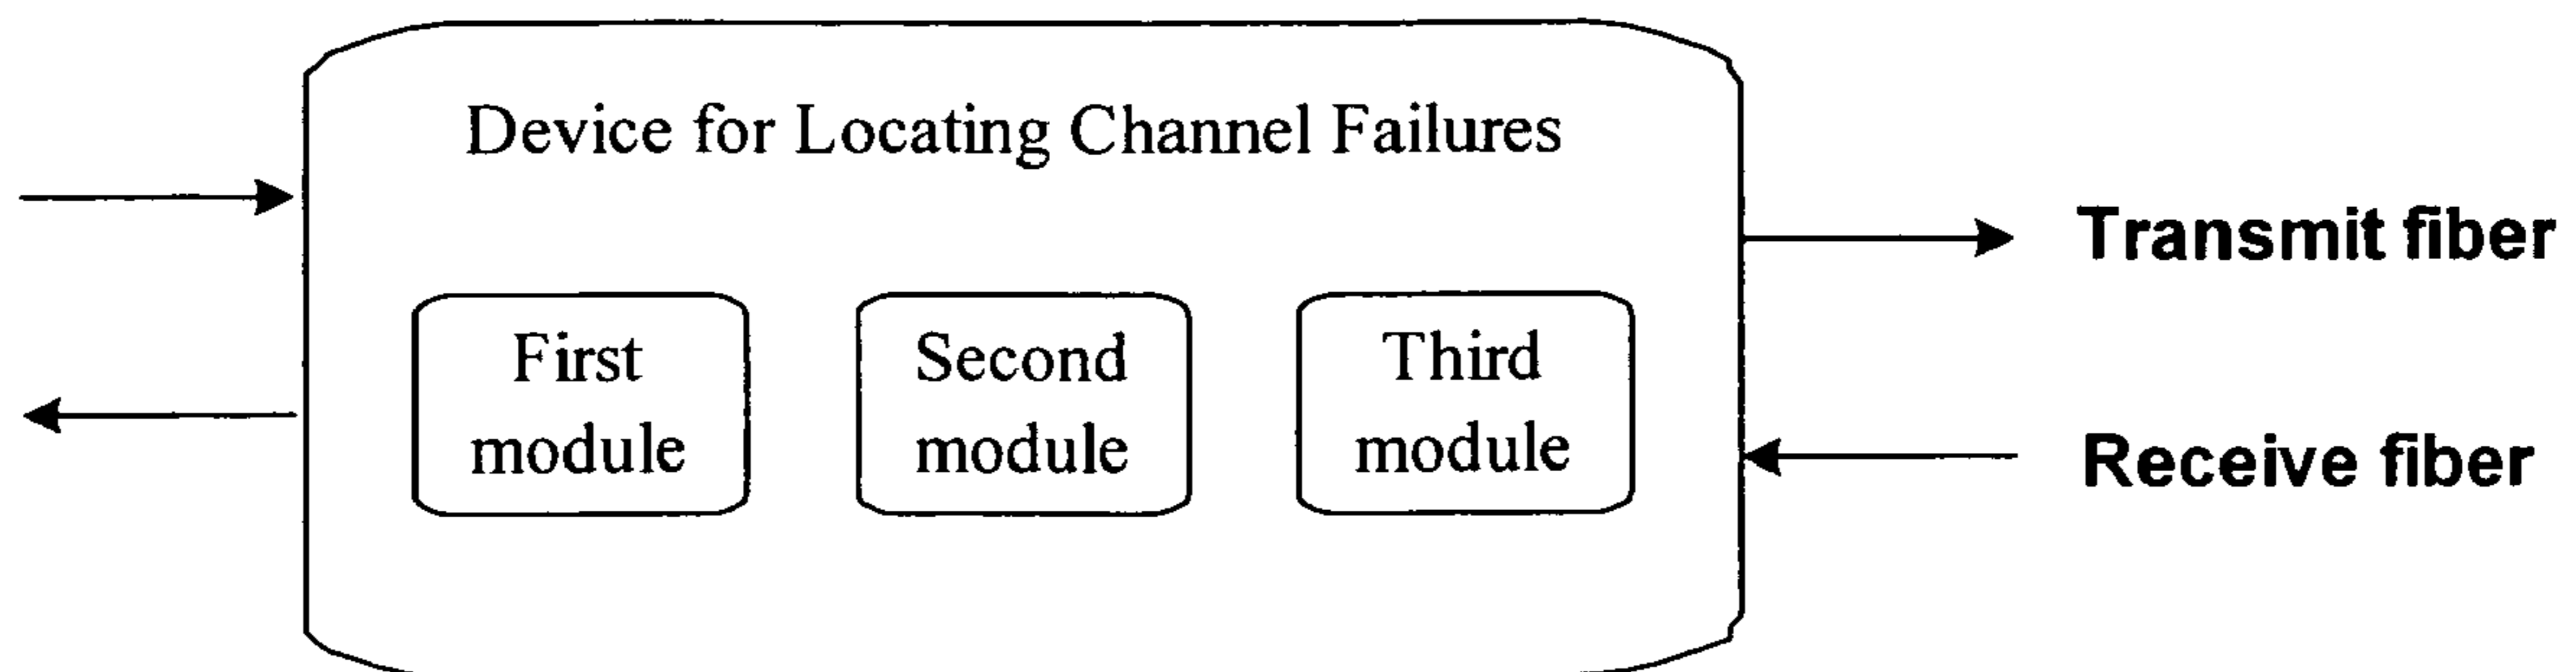 Device for Locating Channel Failures
Transmit fiber
First module
Second module
Third module
Receive fiber